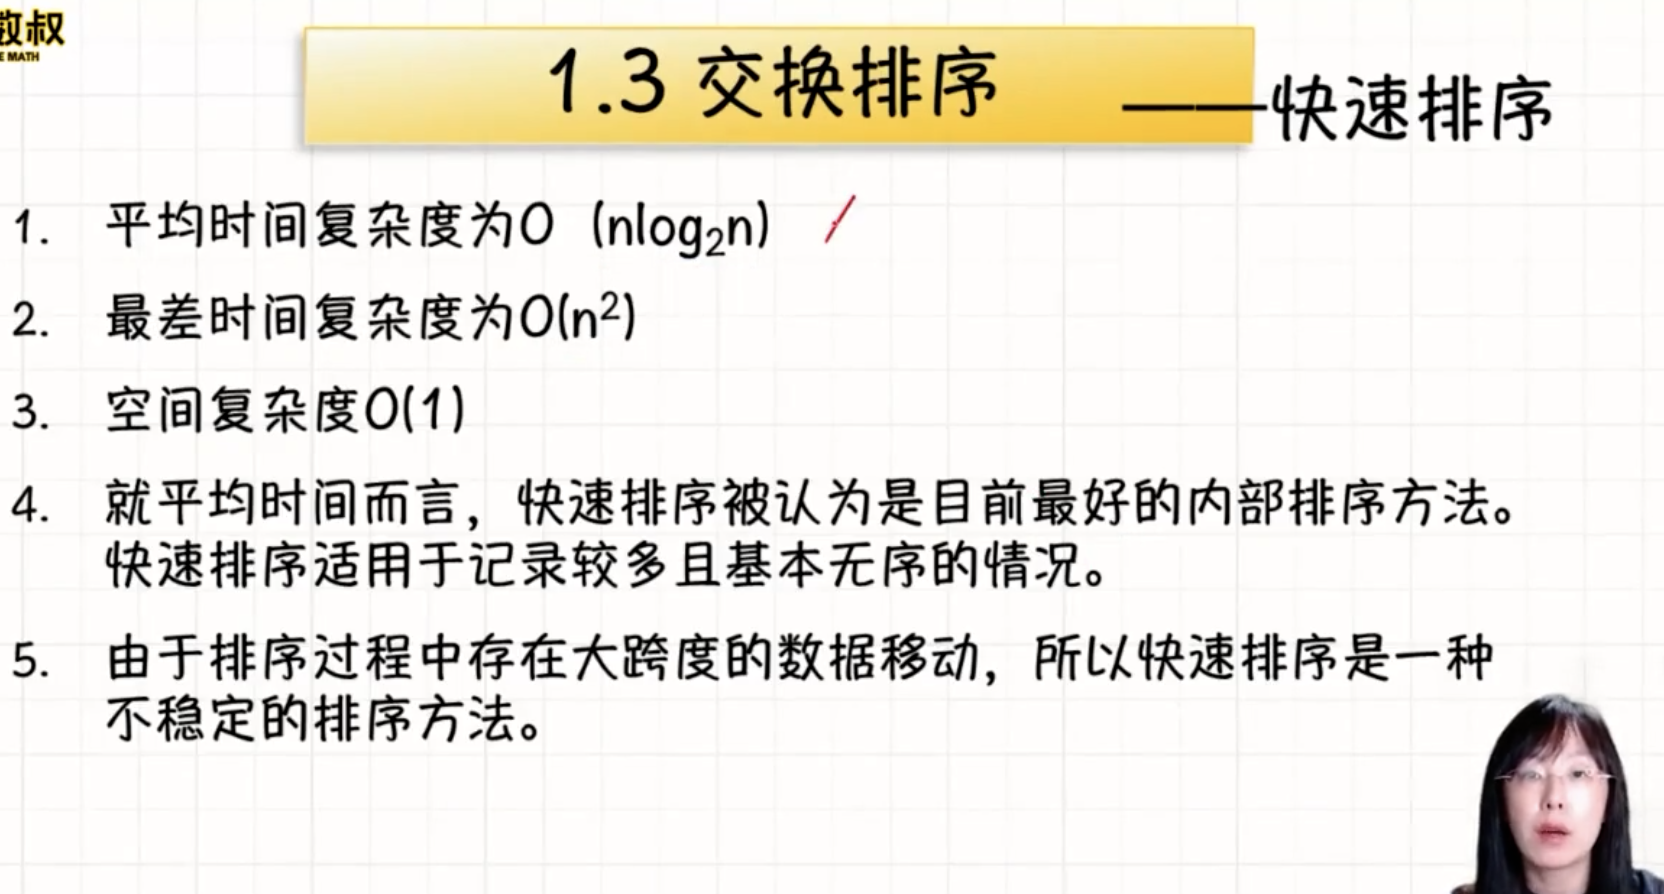 数叔
E MATH
1.3 交换排序
——快速排序
1. 平均时间复杂度为O（nlog₂n)
2. 最差时间复杂度为O(n²)
3. 空间复杂度O(1)
4. 就平均时间而言，快速排序被认为是目前最好的内部排序方法。
快速排序适用于记录较多且基本无序的情况。
5. 由于排序过程中存在大跨度的数据移动，所以快速排序是一种
不稳定的排序方法。